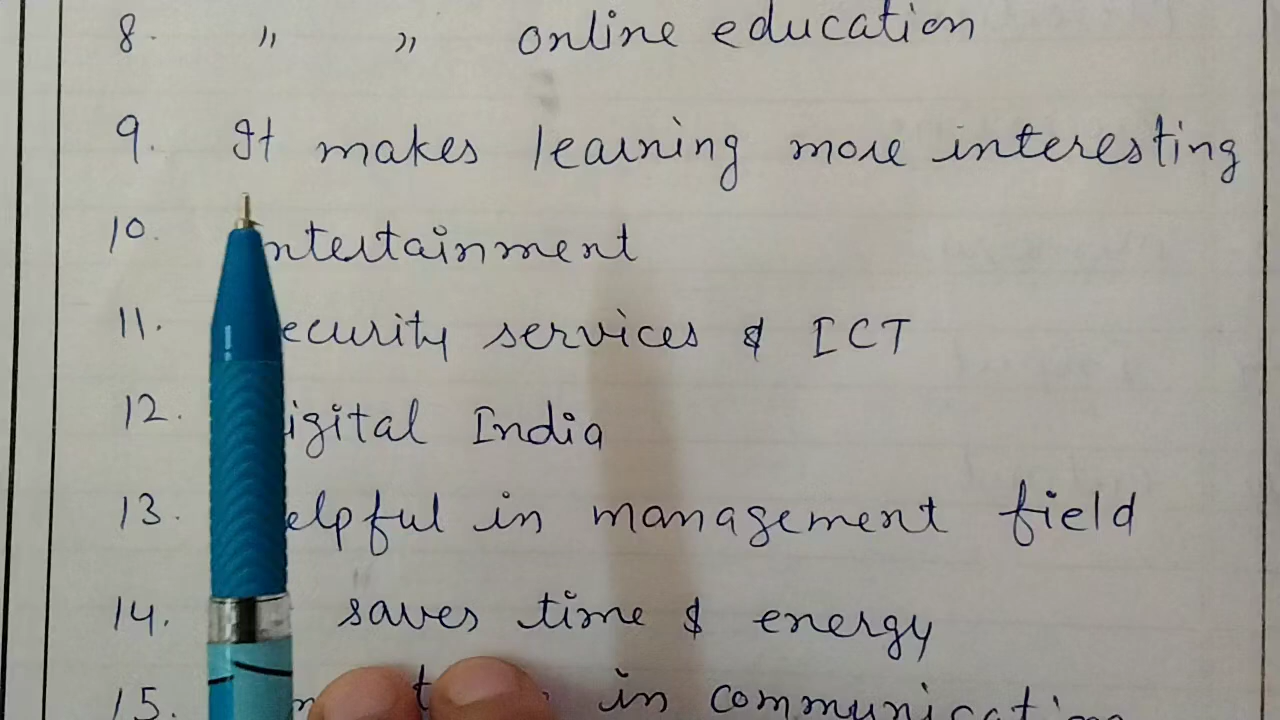 8. " " online education
9. It makes learning more interesting
10. ntertainment
11. ecurity services & ICT
12. igital India
13. elpful in management field
14. saves time & energy
15. in